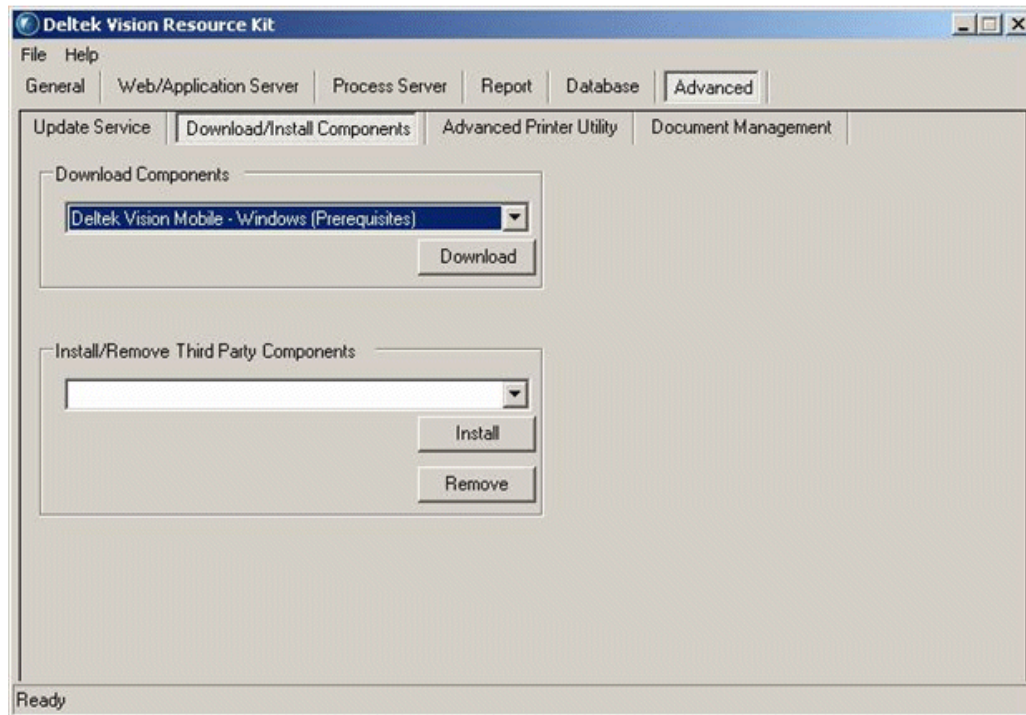 Deltek Vision Resource Kit
File Help
General Web/Application Server Process Server Report Database Advanced
Update Service Download/Install Components Advanced Printer Utility Document Management
Download Components
Deltek Vision Mobile - Windows (Prerequisites)
Download
Install/Remove Third Party Components
Install
Remove
Ready